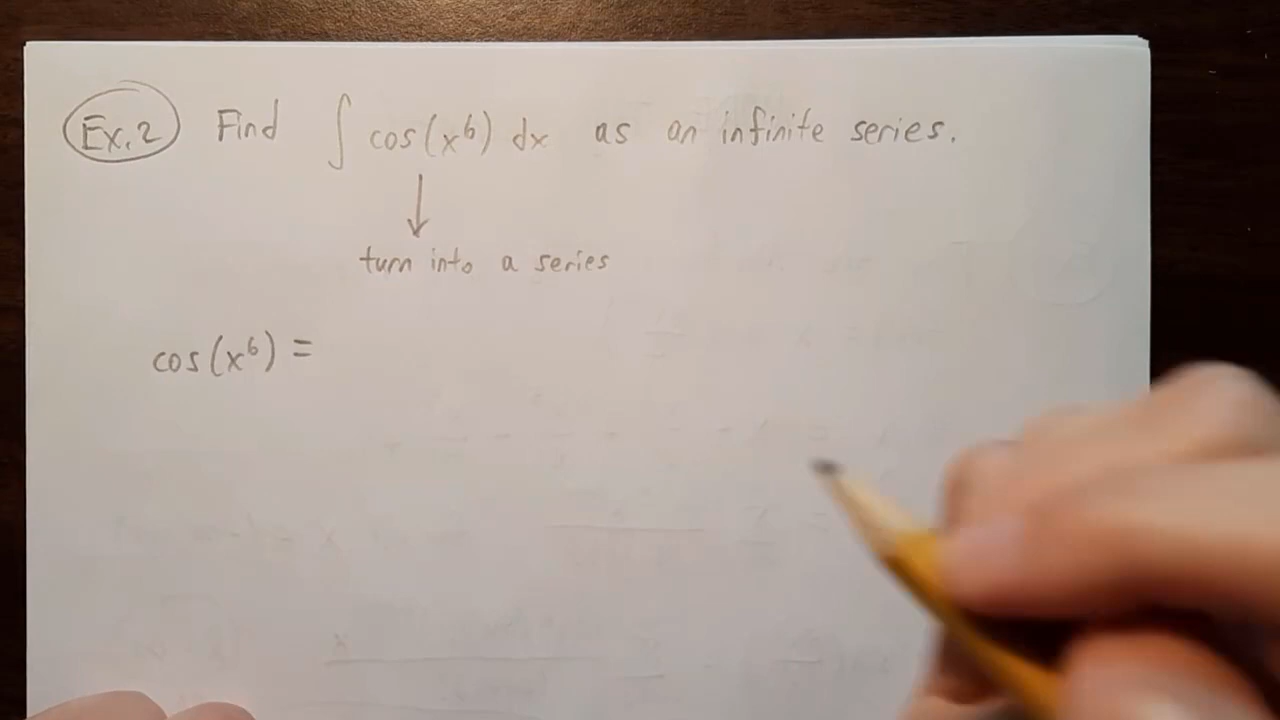 Ex. 2 Find ∫ cos(x⁶) dx as an infinite series.
↓
turn into a series
cos(x⁶) =